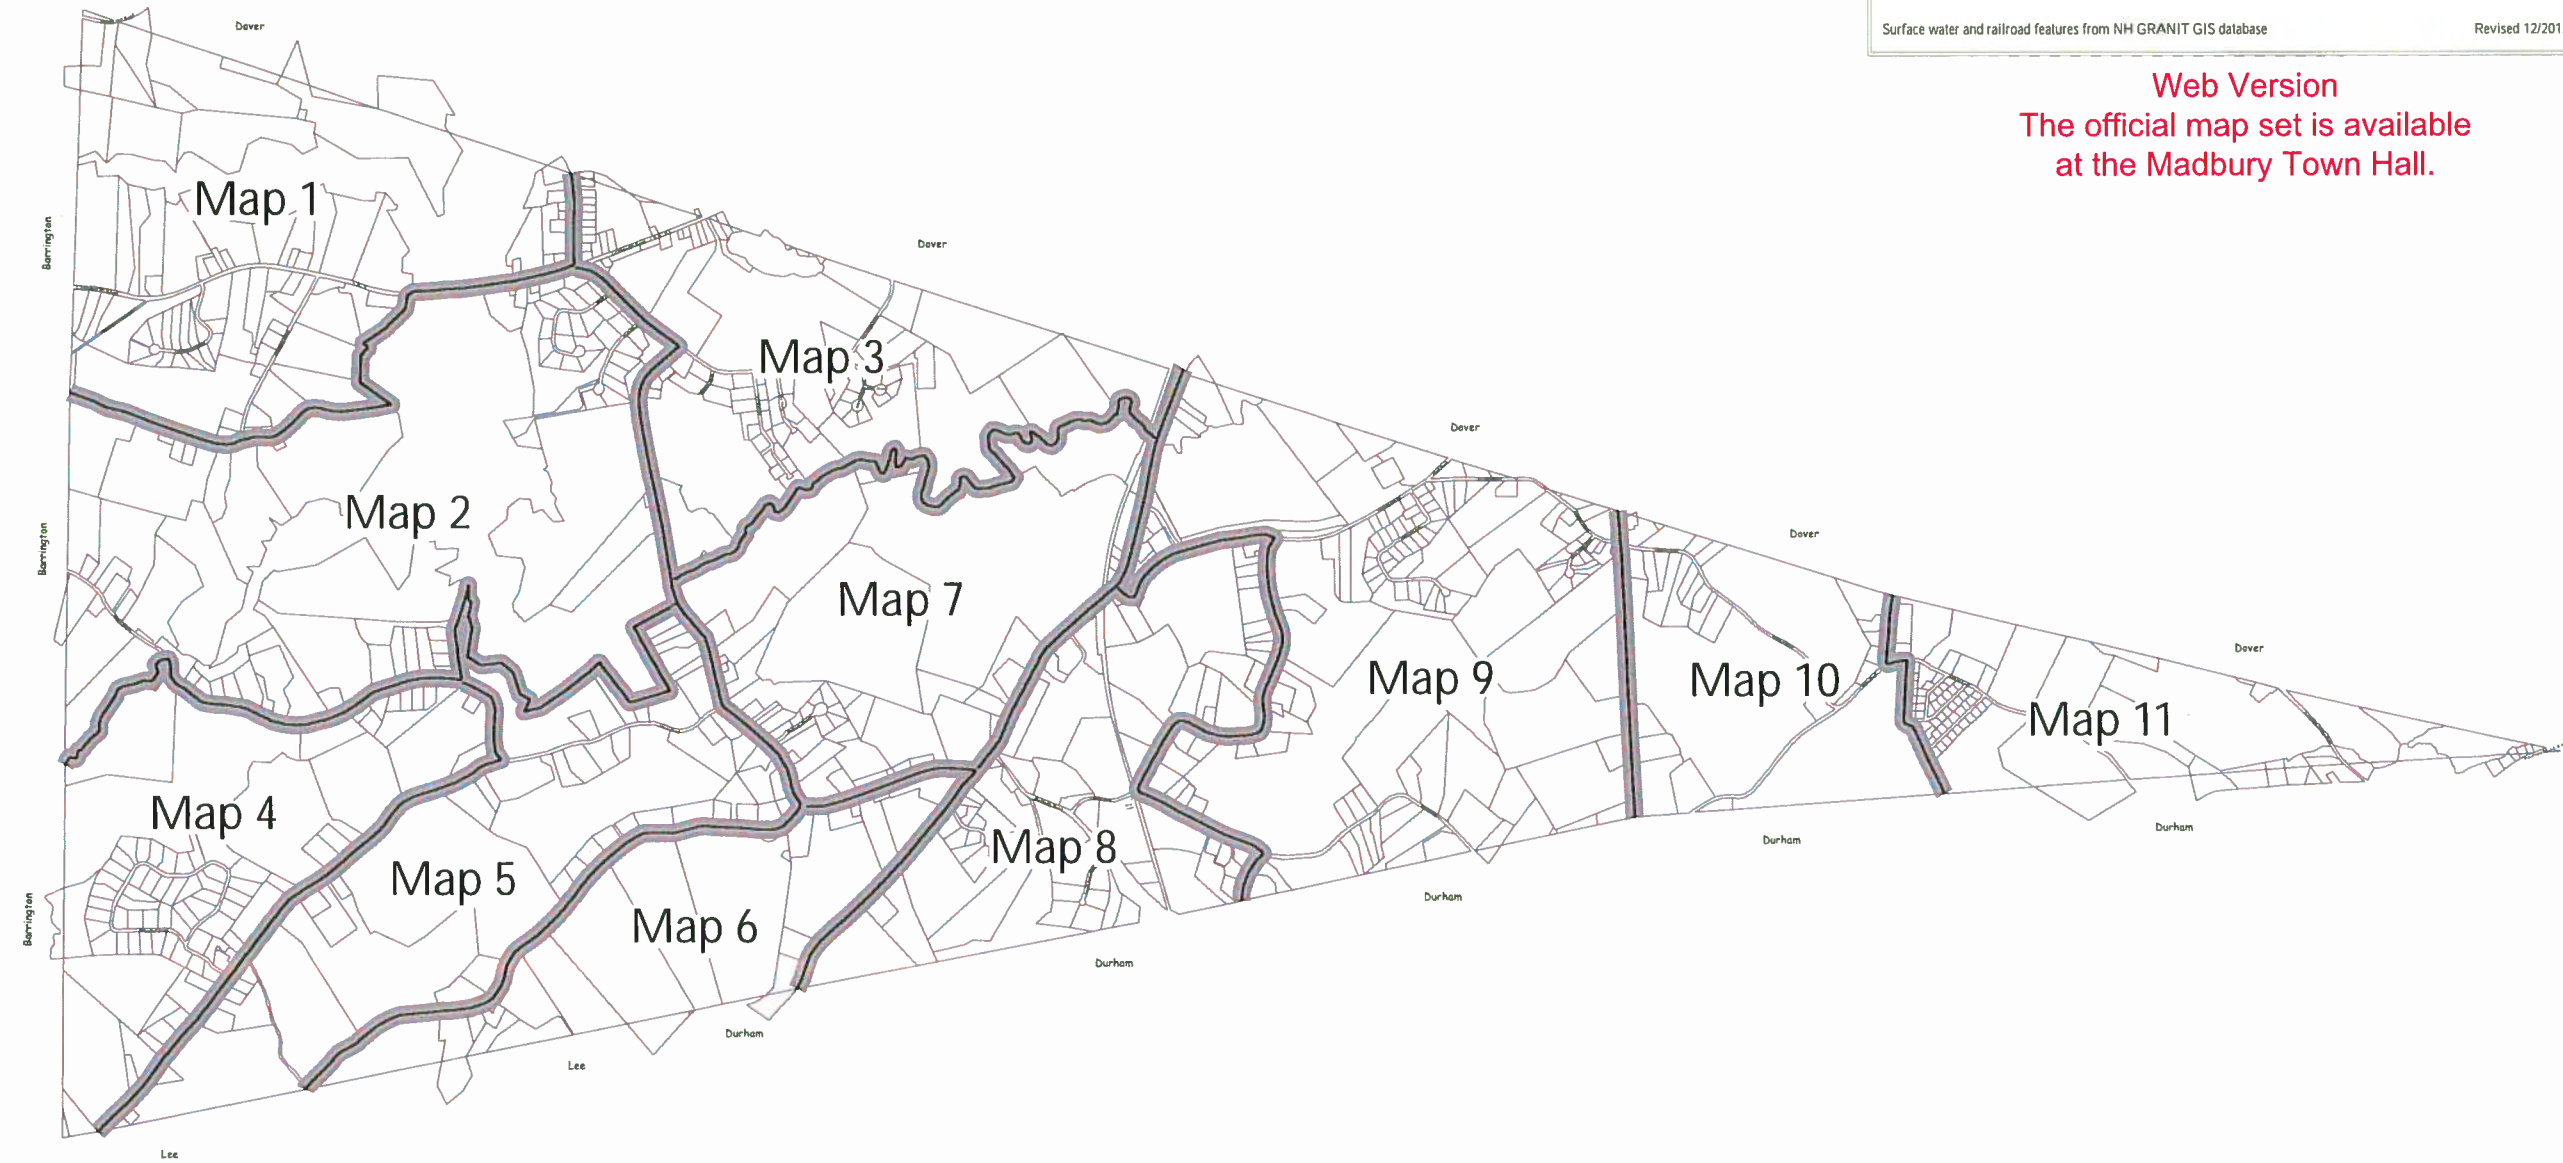 Surface water and railroad features from NH GRANIT GIS database
Revised 12/201
Web Version
The official map set is available
at the Madbury Town Hall.
Dover
Map 1
Barrington
Dover
Map 3
Dover
Map 2
Barrington
Dover
Map 7
Dover
Map 9
Map 10
Map 11
Map 4
Durham
Durham
Map 8
Map 5
Durham
Map 6
Barrington
Durham
Durham
Lee
Lee